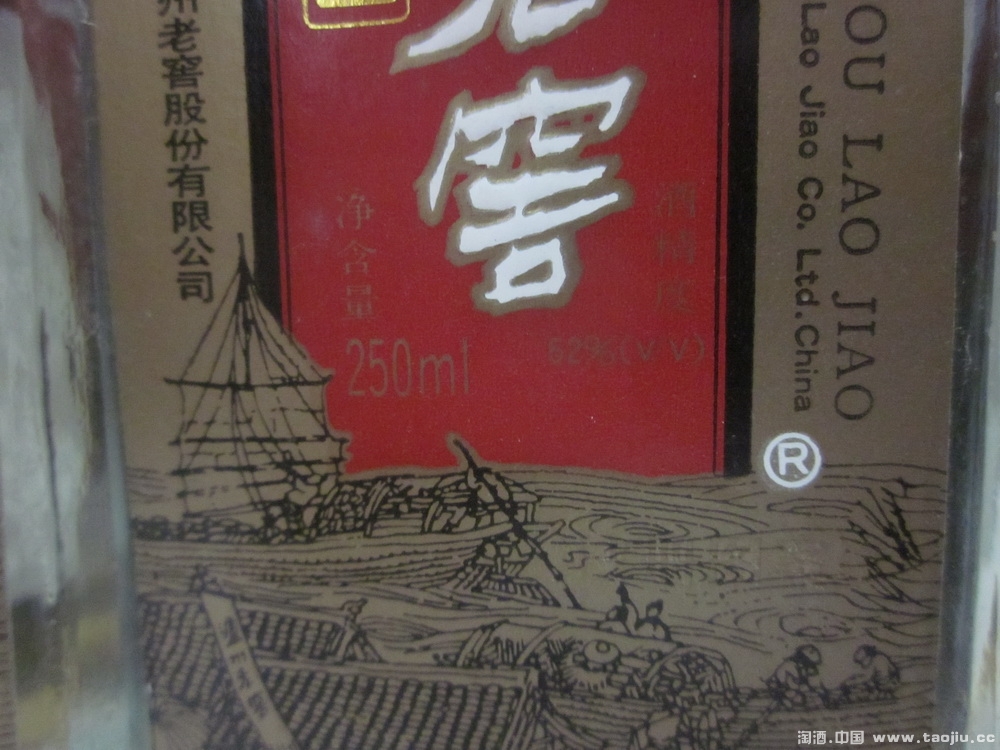 州老窖股份有限公司
老窖
净含量
250ml
酒精度
52%(V/V)
OU LAO JIAO
Lao Jiao Co. Ltd.China
®
淘酒.中国 www.taojiu.cc